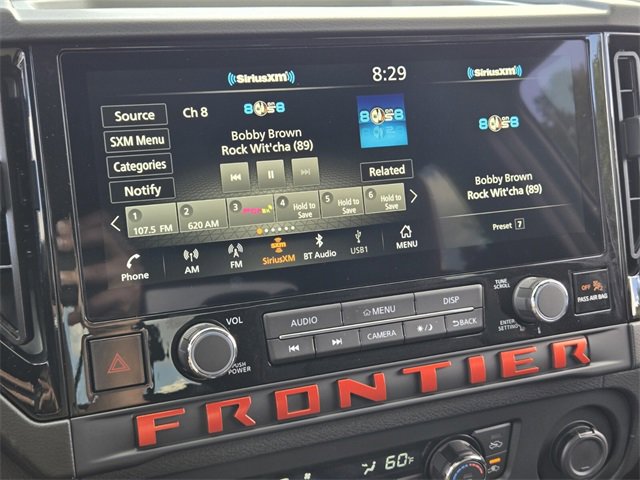 SiriusXM
8:29
SiriusXM
Source
Ch 8
80s8
80s8
80s8
SXM Menu
Bobby Brown
Rock Wit'cha (89)
Categories
Related
Bobby Brown
Rock Wit'cha (89)
Notify
1 107.5 FM
2 620 AM
3
4 Hold to Save
5 Hold to Save
6 Hold to Save
Preset 7
Phone
AM
FM
SiriusXM
BT Audio
USB1
MENU
VOL
PUSH POWER
AUDIO
MENU
DISP
CAMERA
BACK
TUNE SCROLL
ENTER SETTING
OFF
PASS AIR BAG
FRONTIER
60°F